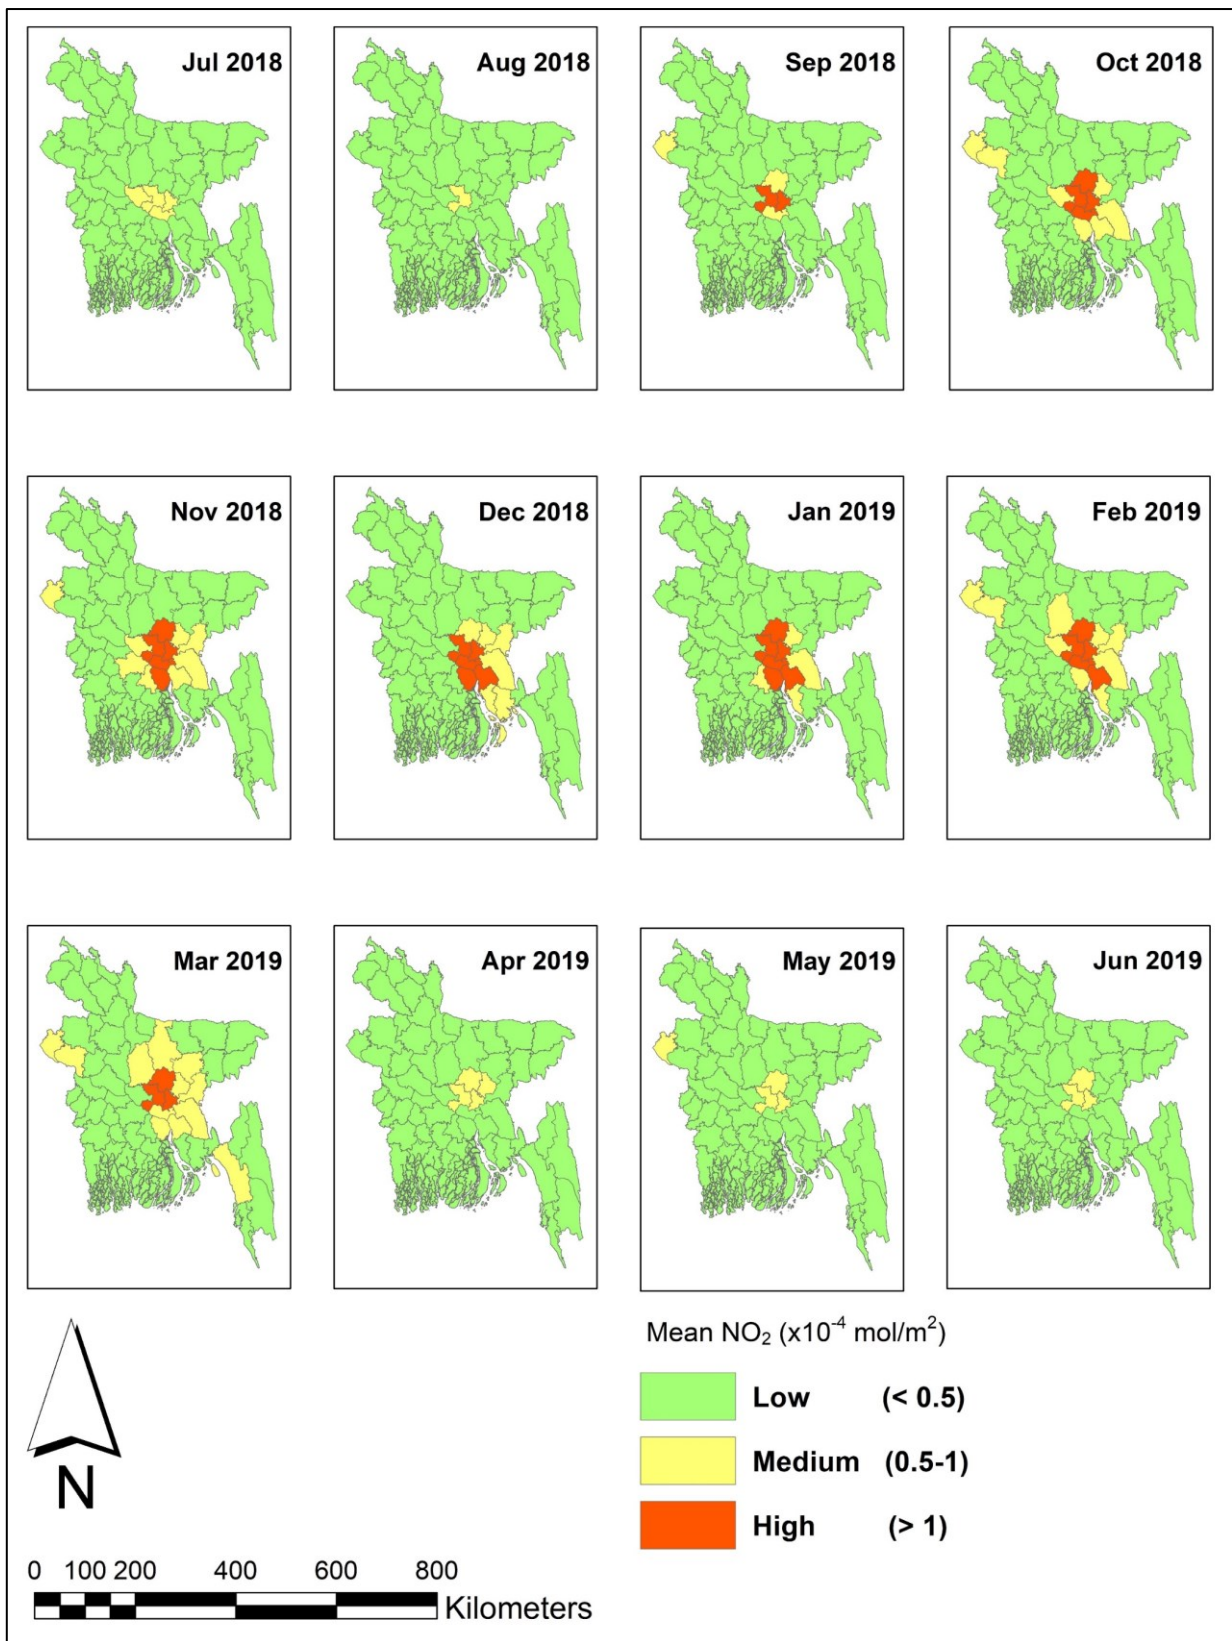 Jul 2018
Aug 2018
Sep 2018
Oct 2018
Nov 2018
Dec 2018
Jan 2019
Feb 2019
Mar 2019
Apr 2019
May 2019
Jun 2019
Mean NO₂ (x10⁻⁴ mol/m²)
Low (< 0.5)
Medium (0.5-1)
High (> 1)
N
0 100 200 400 600 800
Kilometers